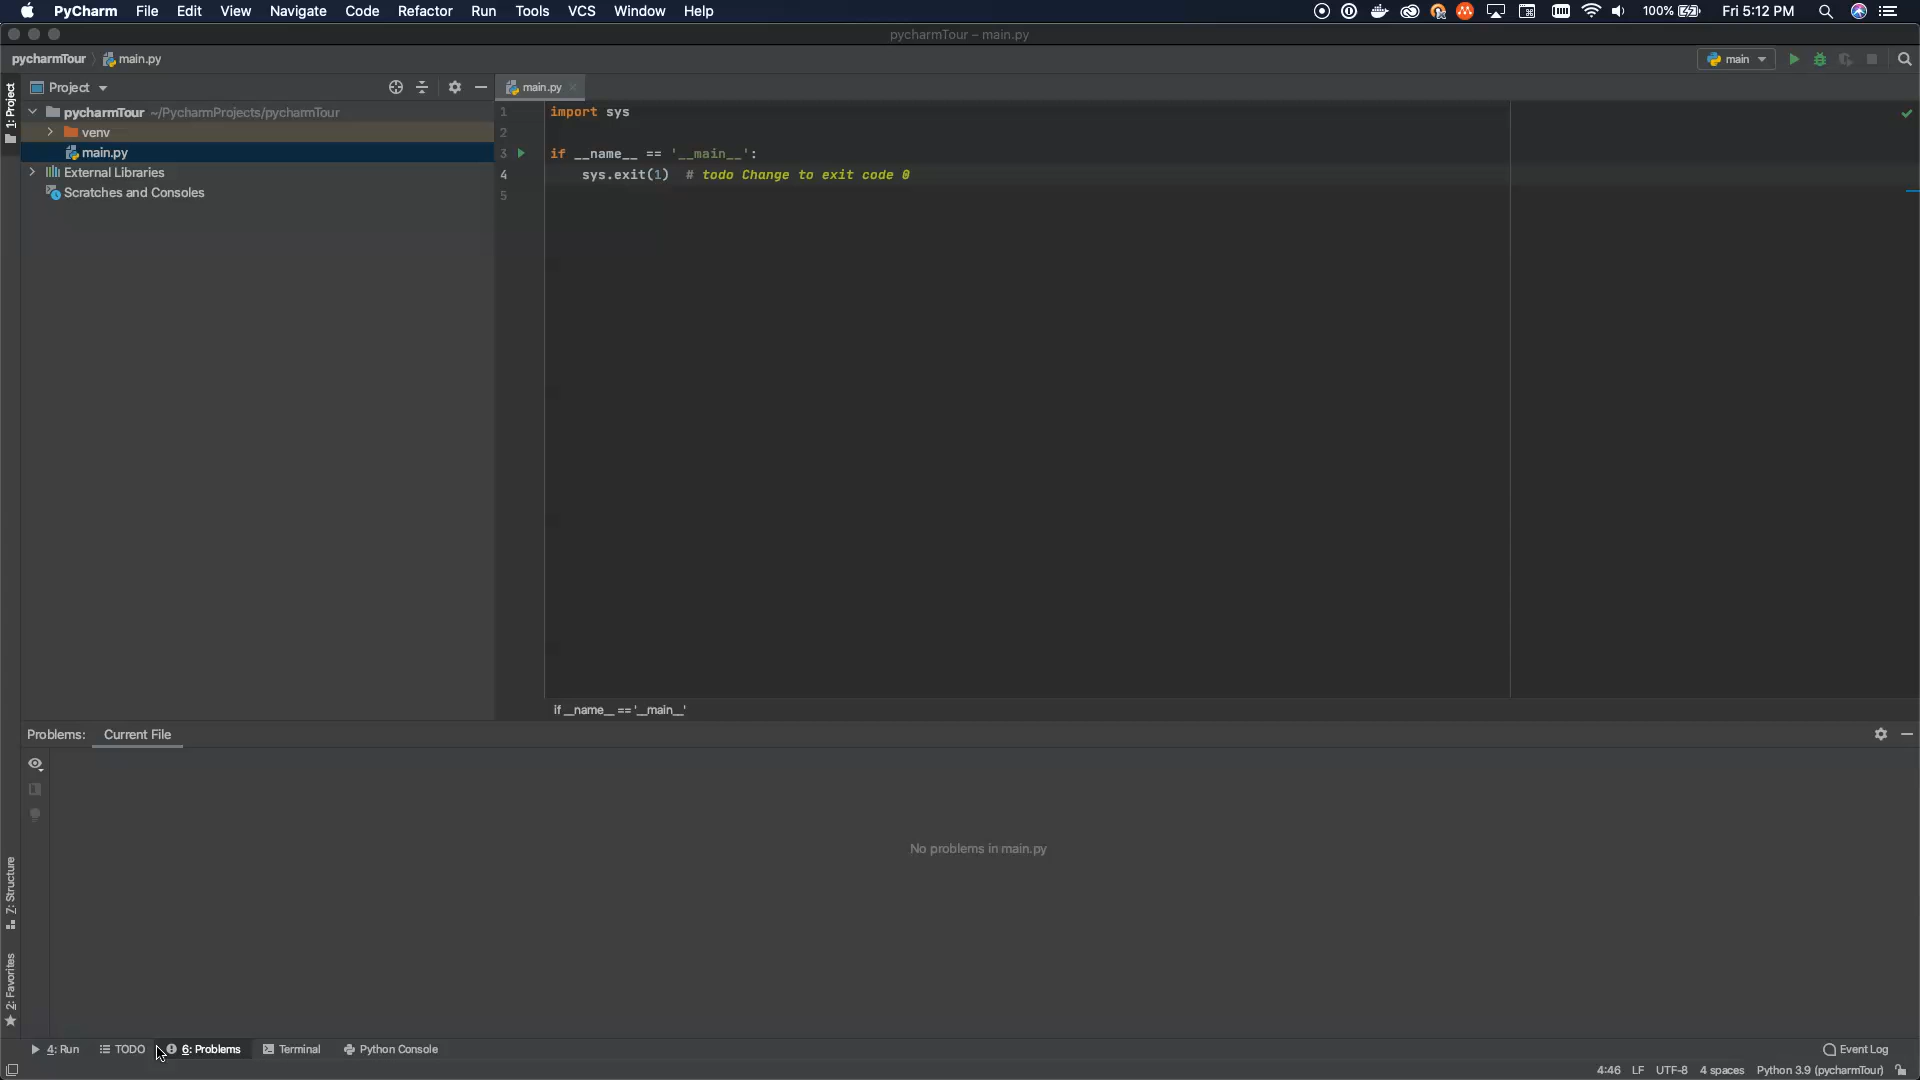 PyCharm File Edit View Navigate Code Refactor Run Tools VCS Window Help 100% Fri 5:12 PM
pycharmTour – main.py
pycharmTour main.py main
1: Project
Project
main.py
pycharmTour ~/PycharmProjects/pycharmTour
venv
main.py
External Libraries
Scratches and Consoles
1 import sys
2
3 if __name__ == '__main__':
4 sys.exit(1) # todo Change to exit code 0
5
if __name__ == '__main__'
Problems: Current File
No problems in main.py
Z: Structure
2: Favorites
4: Run TODO 6: Problems Terminal Python Console Event Log
4:46 LF UTF-8 4 spaces Python 3.9 (pycharmTour)